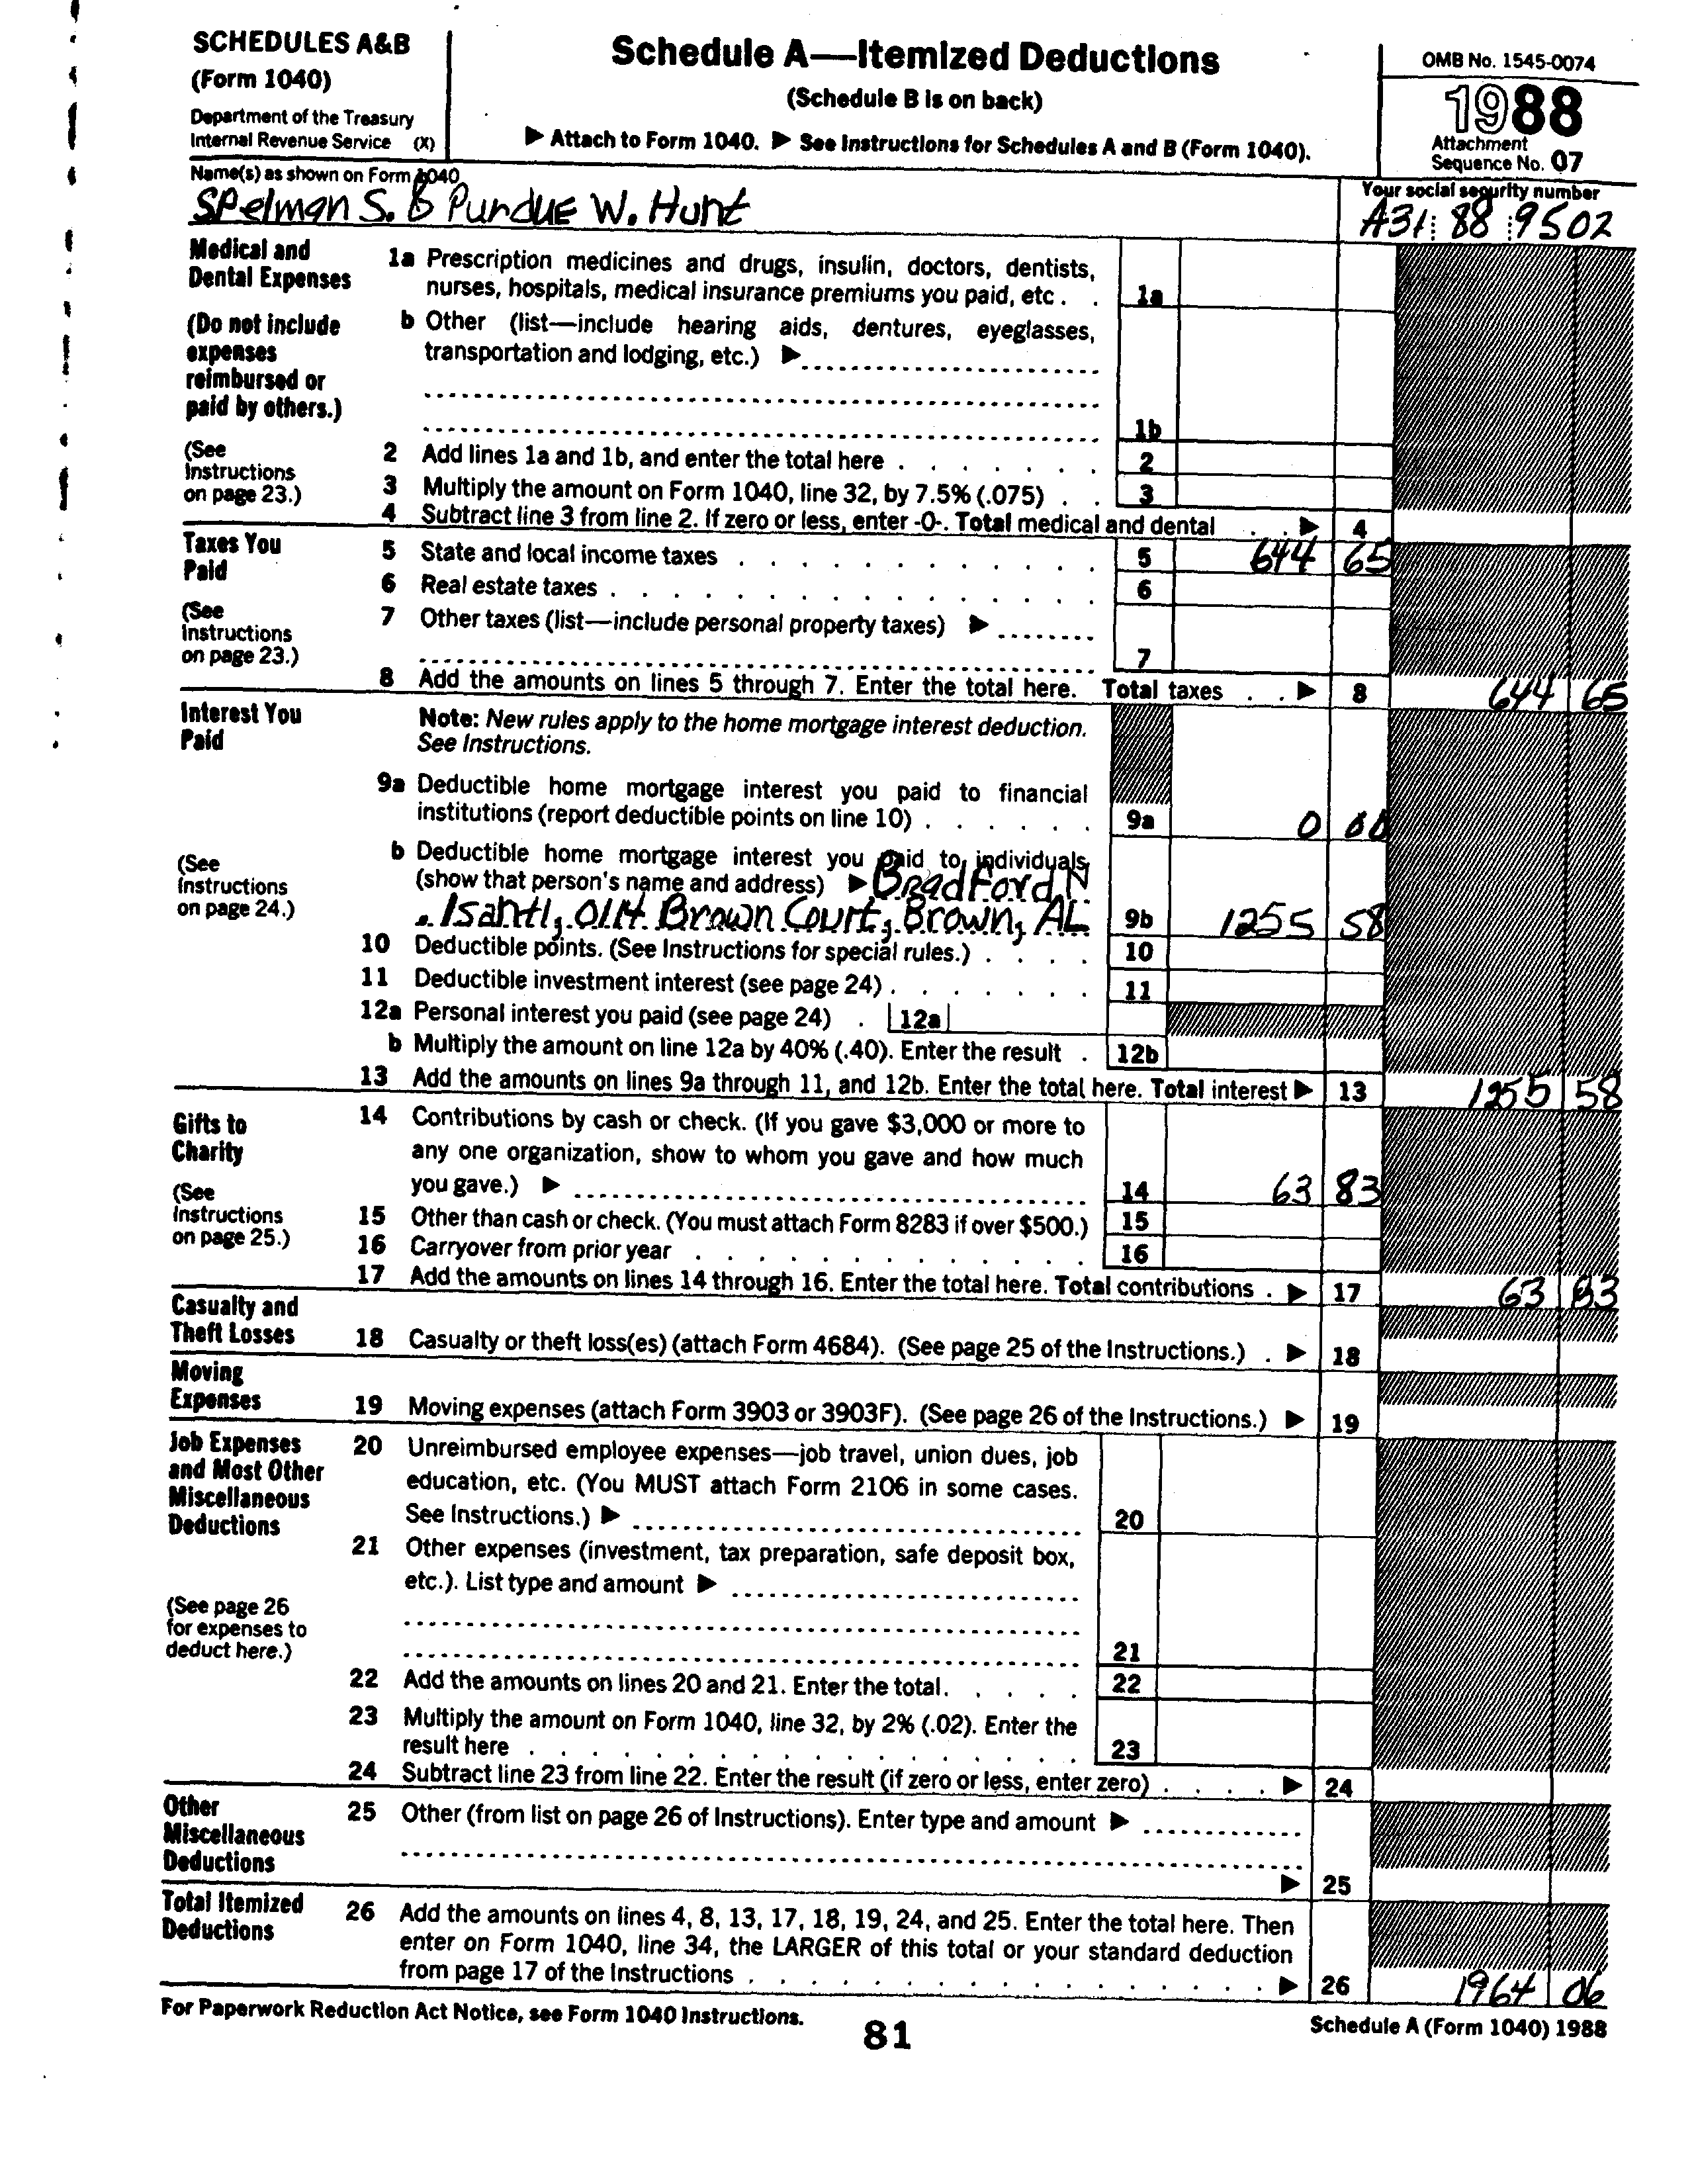 SCHEDULES A&B
(Form 1040)
Department of the Treasury
Internal Revenue Service (X)
Schedule A—Itemized Deductions
(Schedule B is on back)
▶ Attach to Form 1040. ▶ See Instructions for Schedules A and B (Form 1040).
OMB No. 1545-0074
1988
Attachment
Sequence No. 07
Name(s) as shown on Form 1040
Spelman S. & Purdue W. Hunt
Your social security number
A31 88 9502
Medical and
Dental Expenses
(Do not include
expenses
reimbursed or
paid by others.)
(See
Instructions
on page 23.)
1a Prescription medicines and drugs, insulin, doctors, dentists,
nurses, hospitals, medical insurance premiums you paid, etc . . 1a
b Other (list—include hearing aids, dentures, eyeglasses,
transportation and lodging, etc.) ▶
1b
2 Add lines 1a and 1b, and enter the total here . . . . . . . 2
3 Multiply the amount on Form 1040, line 32, by 7.5% (.075) . . 3
4 Subtract line 3 from line 2. If zero or less, enter -0-. Total medical and dental . . ▶ 4
Taxes You
Paid
(See
Instructions
on page 23.)
5 State and local income taxes . . . . . . . . . . . . 5 644 65
6 Real estate taxes . . . . . . . . . . . . . . . . 6
7 Other taxes (list—include personal property taxes) ▶
7
8 Add the amounts on lines 5 through 7. Enter the total here. Total taxes . . ▶ 8 644 65
Interest You
Paid
(See
Instructions
on page 24.)
Note: New rules apply to the home mortgage interest deduction.
See Instructions.
9a Deductible home mortgage interest you paid to financial
institutions (report deductible points on line 10) . . . . . . 9a 0 00
b Deductible home mortgage interest you paid to individuals
(show that person's name and address) ▶ Bradford N
Isanti, 0114 Brown Court, Brown, AL 9b 1255 58
10 Deductible points. (See Instructions for special rules.) . . . . 10
11 Deductible investment interest (see page 24) . . . . . . . 11
12a Personal interest you paid (see page 24) . 12a
b Multiply the amount on line 12a by 40% (.40). Enter the result . 12b
13 Add the amounts on lines 9a through 11, and 12b. Enter the total here. Total interest ▶ 13 1255 58
Gifts to
Charity
(See
Instructions
on page 25.)
14 Contributions by cash or check. (If you gave $3,000 or more to
any one organization, show to whom you gave and how much
you gave.) ▶ 14 63 83
15 Other than cash or check. (You must attach Form 8283 if over $500.) 15
16 Carryover from prior year . . . . . . . . . . . . . 16
17 Add the amounts on lines 14 through 16. Enter the total here. Total contributions . ▶ 17 63 83
Casualty and
Theft Losses
18 Casualty or theft loss(es) (attach Form 4684). (See page 25 of the Instructions.) . ▶ 18
Moving
Expenses
19 Moving expenses (attach Form 3903 or 3903F). (See page 26 of the Instructions.) ▶ 19
Job Expenses
and Most Other
Miscellaneous
Deductions
(See page 26
for expenses to
deduct here.)
20 Unreimbursed employee expenses—job travel, union dues, job
education, etc. (You MUST attach Form 2106 in some cases.
See Instructions.) ▶ 20
21 Other expenses (investment, tax preparation, safe deposit box,
etc.). List type and amount ▶
21
22 Add the amounts on lines 20 and 21. Enter the total. . . . . 22
23 Multiply the amount on Form 1040, line 32, by 2% (.02). Enter the
result here . . . . . . . . . . . . . . . . . . 23
24 Subtract line 23 from line 22. Enter the result (if zero or less, enter zero) . . . . ▶ 24
Other
Miscellaneous
Deductions
25 Other (from list on page 26 of Instructions). Enter type and amount ▶
▶ 25
Total Itemized
Deductions
26 Add the amounts on lines 4, 8, 13, 17, 18, 19, 24, and 25. Enter the total here. Then
enter on Form 1040, line 34, the LARGER of this total or your standard deduction
from page 17 of the Instructions . . . . . . . . . . . . . . . . . ▶ 26 1964 06
For Paperwork Reduction Act Notice, see Form 1040 Instructions.
81
Schedule A (Form 1040) 1988